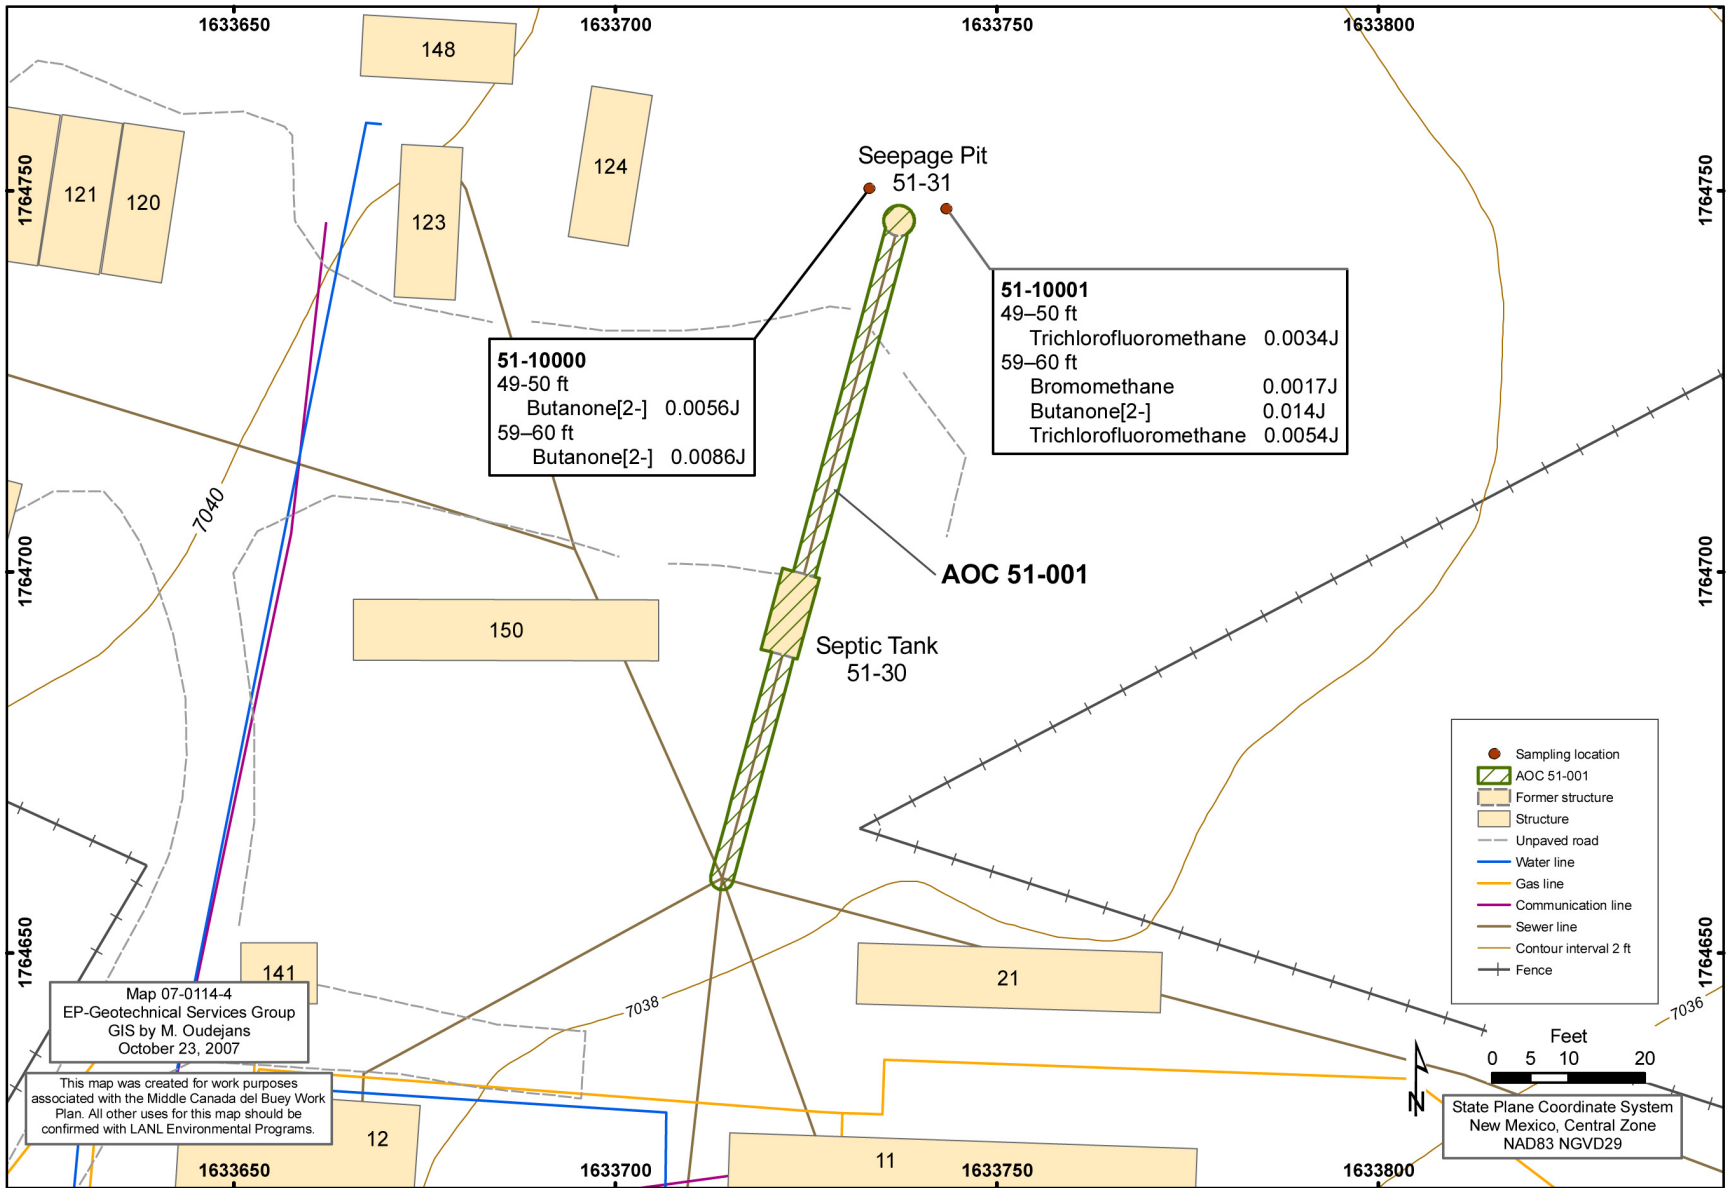 1633650
1633700
1633750
1633800
148
124
121
120
123
1764750
1764750
Seepage Pit
51-31
51-10001
49–50 ft
Trichlorofluoromethane 0.0034J
59–60 ft
Bromomethane 0.0017J
Butanone[2-] 0.014J
Trichlorofluoromethane 0.0054J
51-10000
49-50 ft
Butanone[2-] 0.0056J
59–60 ft
Butanone[2-] 0.0086J
7040
1764700
1764700
AOC 51-001
150
Septic Tank
51-30
Sampling location
AOC 51-001
Former structure
Structure
Unpaved road
Water line
Gas line
Communication line
Sewer line
Contour interval 2 ft
Fence
1764650
1764650
141
21
7038
7036
Map 07-0114-4
EP-Geotechnical Services Group
GIS by M. Oudejans
October 23, 2007
Feet
0 5 10 20
N
This map was created for work purposes
associated with the Middle Canada del Buey Work
Plan. All other uses for this map should be
confirmed with LANL Environmental Programs.
State Plane Coordinate System
New Mexico, Central Zone
NAD83 NGVD29
12
11
1633650
1633700
1633750
1633800